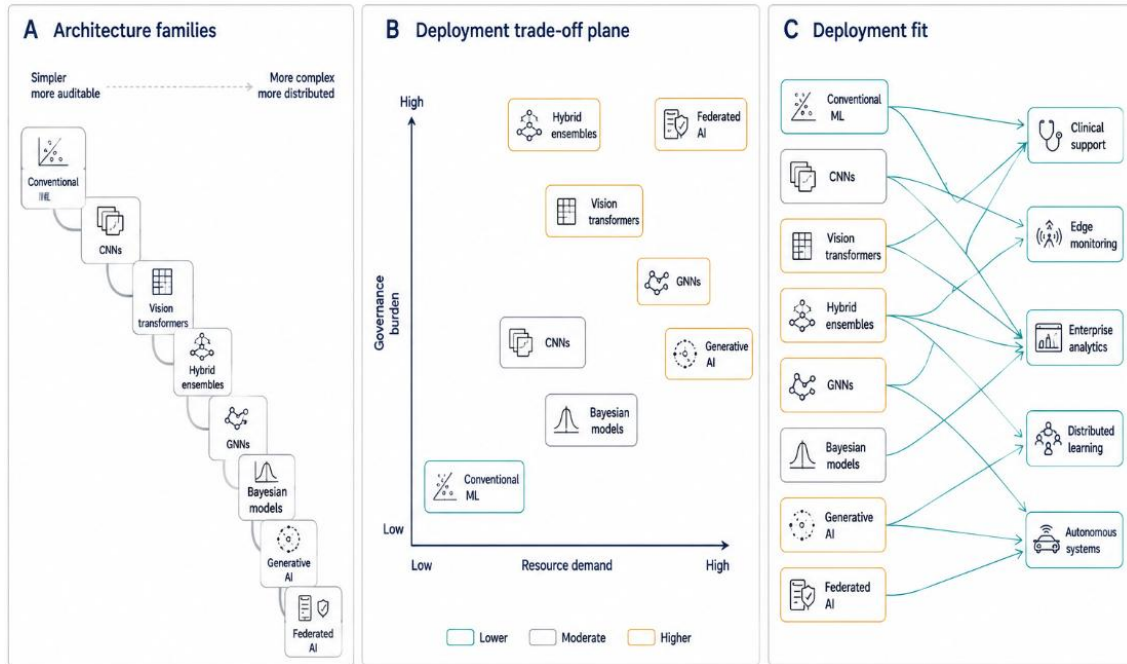 A Architecture families
Simpler
more auditable
More complex
more distributed
Conventional
CNNs
Vision
transformers
Hybrid
ensembles
GNNs
Bayesian
models
Generative
AI
Federated
AI
B Deployment trade-off plane
High
Governance
burden
Low
Hybrid
ensembles
Federated
AI
Vision
transformers
GNNs
CNNs
Generative
AI
Bayesian
models
Conventional
ML
Low
Resource demand
High
Lower
Moderate
Higher
C Deployment fit
Conventional
ML
CNNs
Vision
transformers
Hybrid
ensembles
GNNs
Bayesian
models
Generative
AI
Federated
AI
Clinical
support
Edge
monitoring
Enterprise
analytics
Distributed
learning
Autonomous
systems